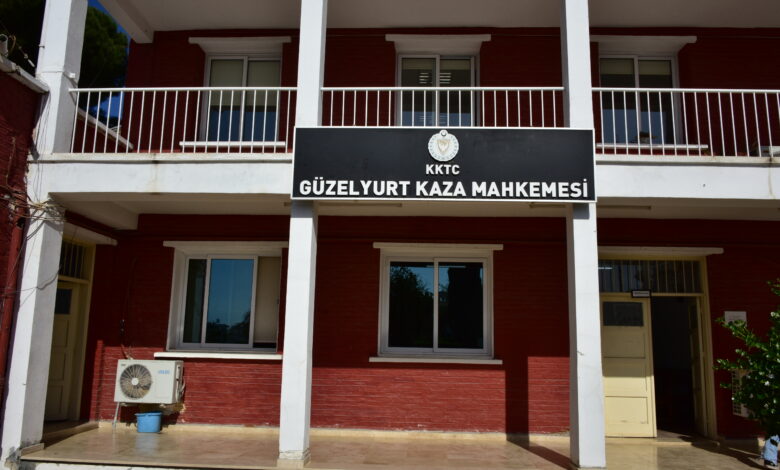 KKTC
GÜZELYURT KAZA MAHKEMESİ